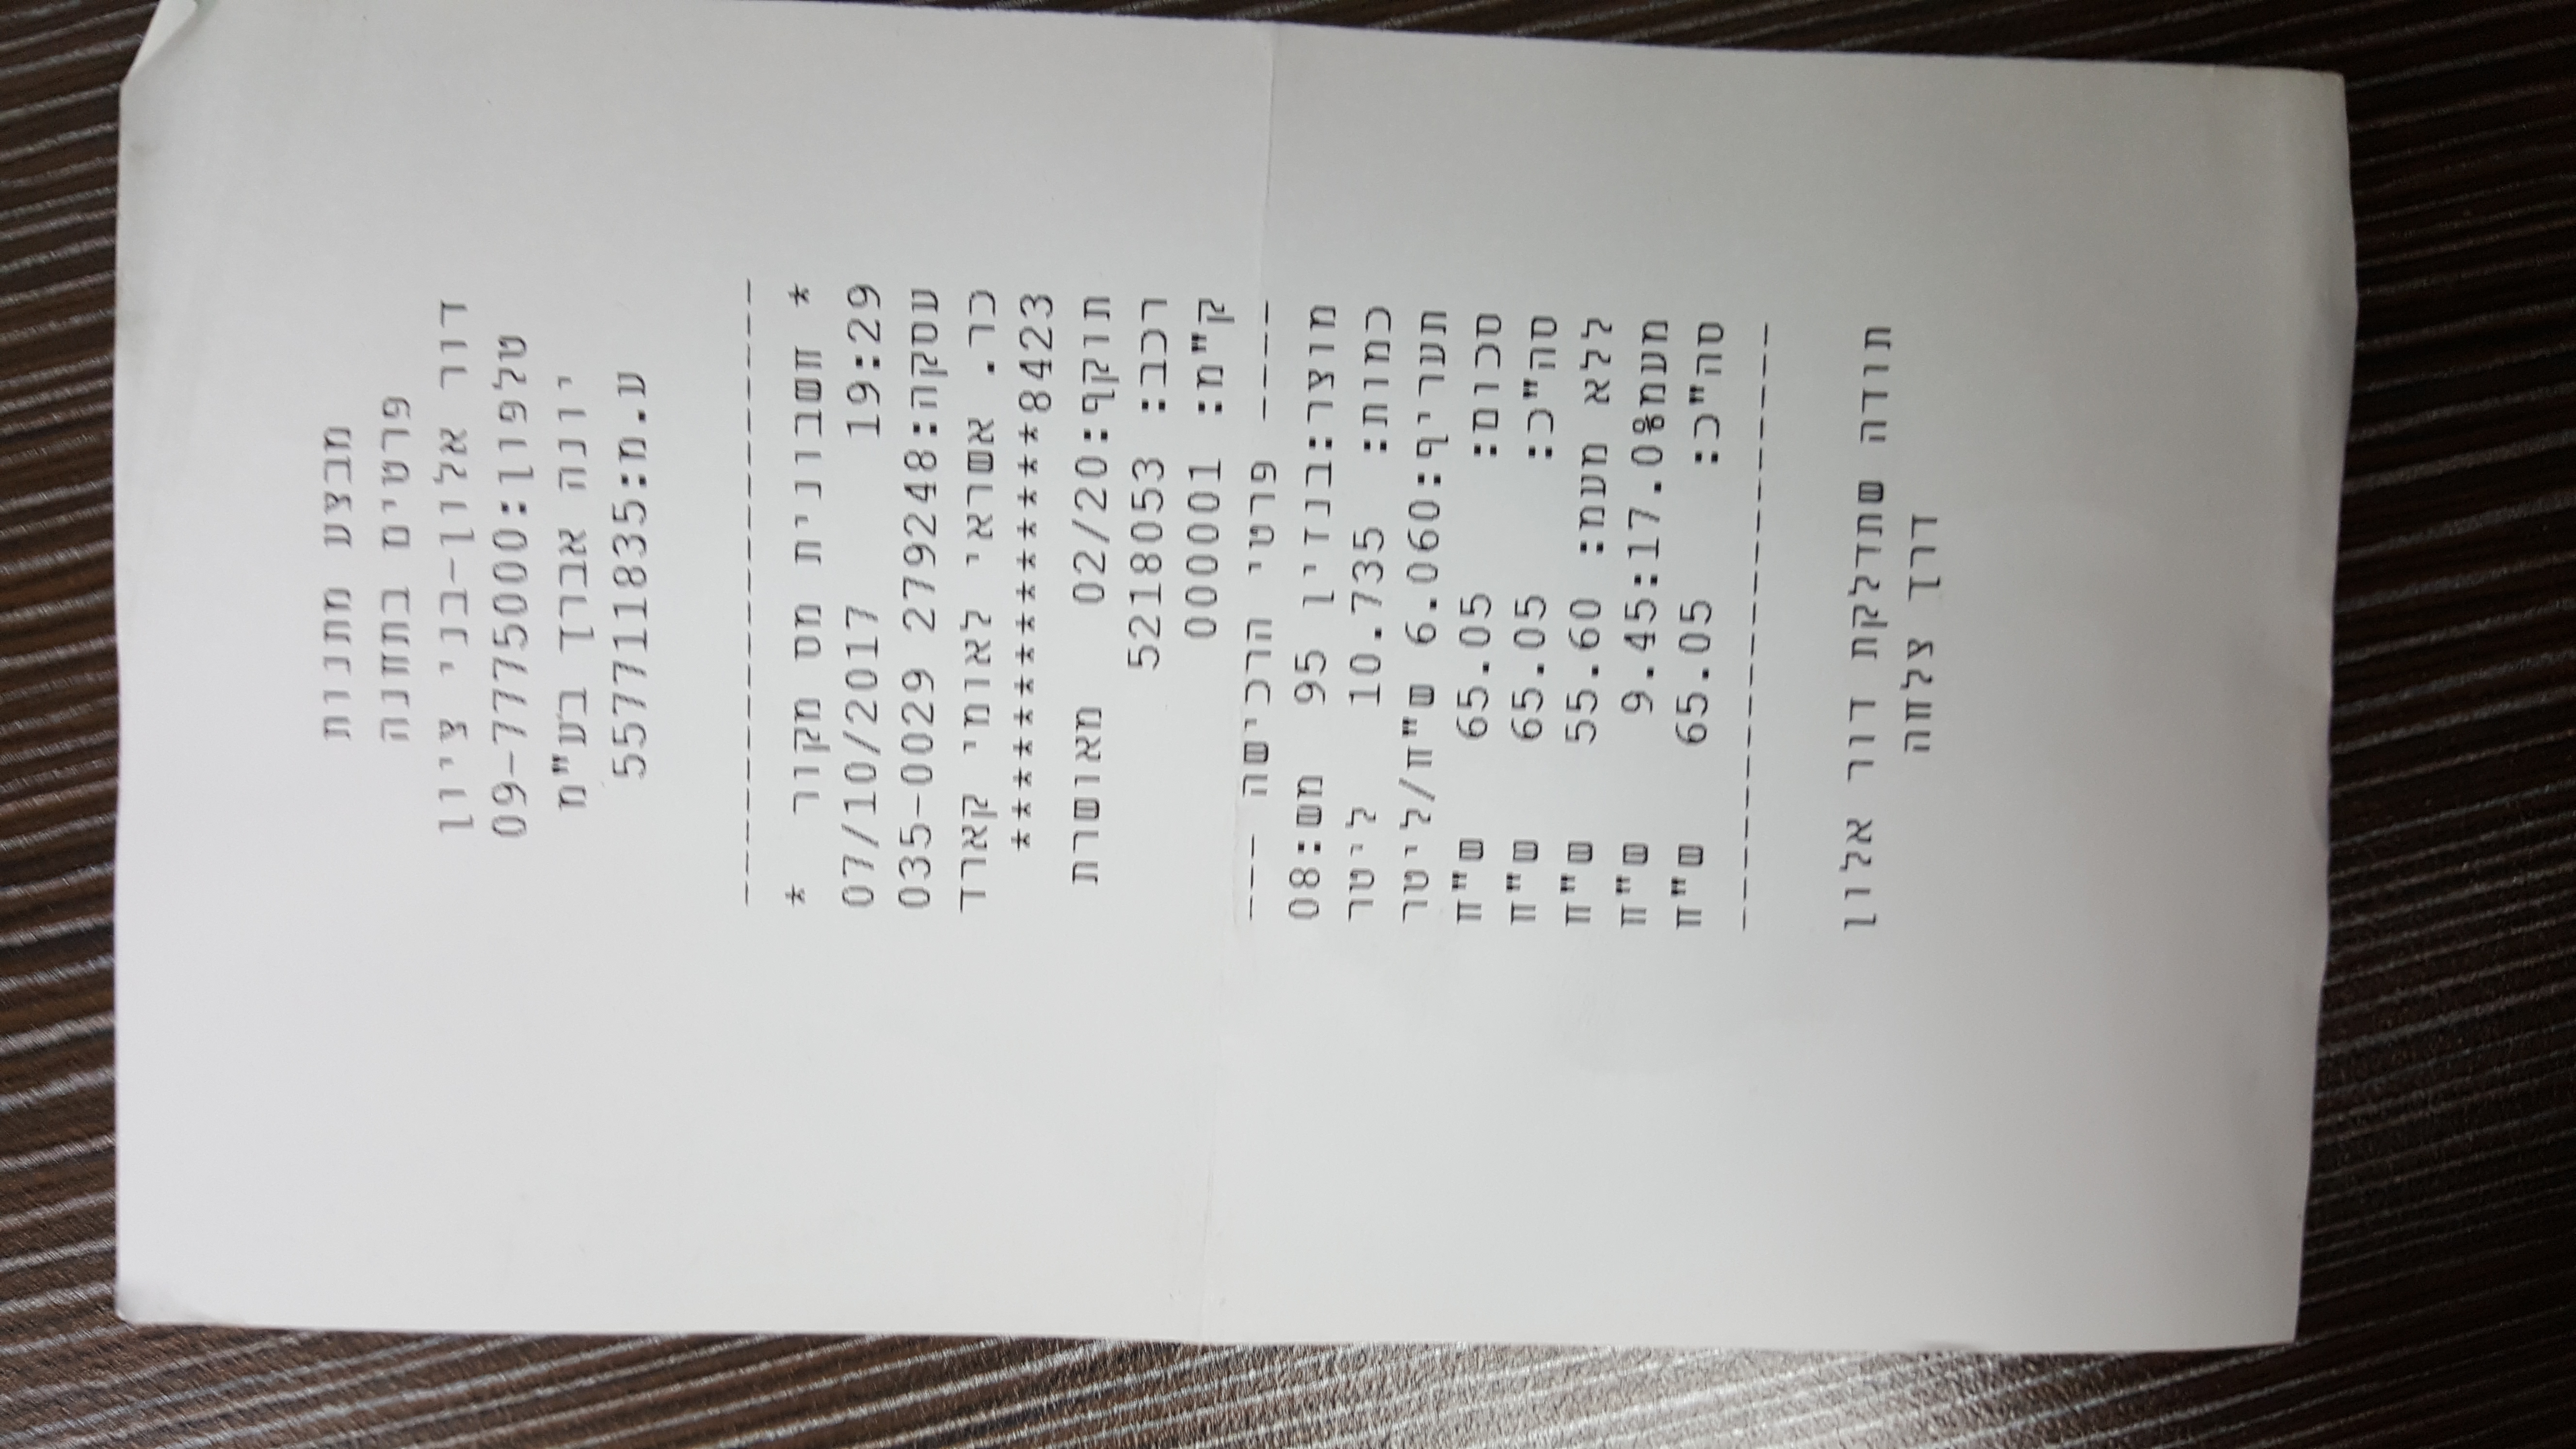 מבצע מתנות
פרטים בתחנה
דור אלון-בני ציון
טלפון:09-7775000
יונה אברך בע"מ
ע.מ:557711835
--------------------
* חשבונית מס מקור *
19:29 07/10/2017
עסקה:279248 035-0029
כר. אשראי לאומי קארד
**************8423
תוקף:02/20 מאושרת
רכב: 5218053
ק"מ: 000001
---- פרטי הרכישה ---
מוצר:בנזין 95 מש:08
כמות: 10.735 ליטר
תעריף:6.060 ש"ח/ליטר
סכום: 65.05 ש"ח
סה"כ: 65.05 ש"ח
ללא מעמ: 55.60 ש"ח
מעמ%17.0:9.45 ש"ח
סה"כ: 65.05 ש"ח
--------------------
תודה שתדלקת דור אלון
דרך צלחה